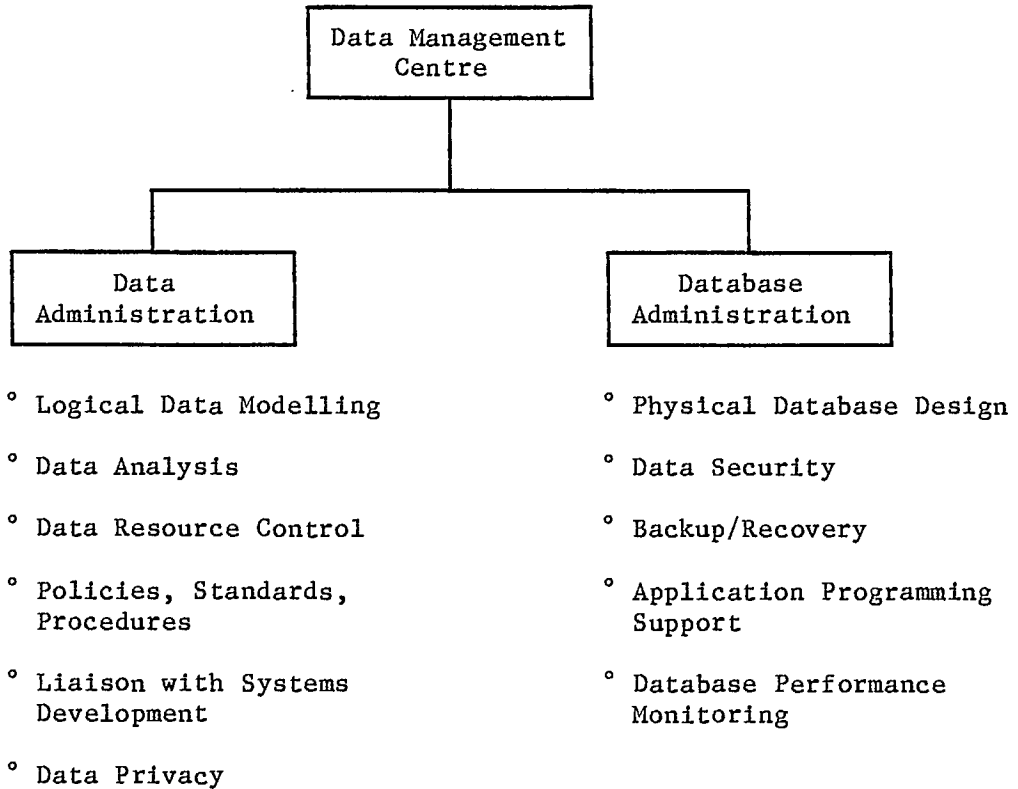 Data Management
Centre
Data
Administration
Database
Administration
° Logical Data Modelling
° Data Analysis
° Data Resource Control
° Policies, Standards,
Procedures
° Liaison with Systems
Development
° Data Privacy
° Physical Database Design
° Data Security
° Backup/Recovery
° Application Programming
Support
° Database Performance
Monitoring